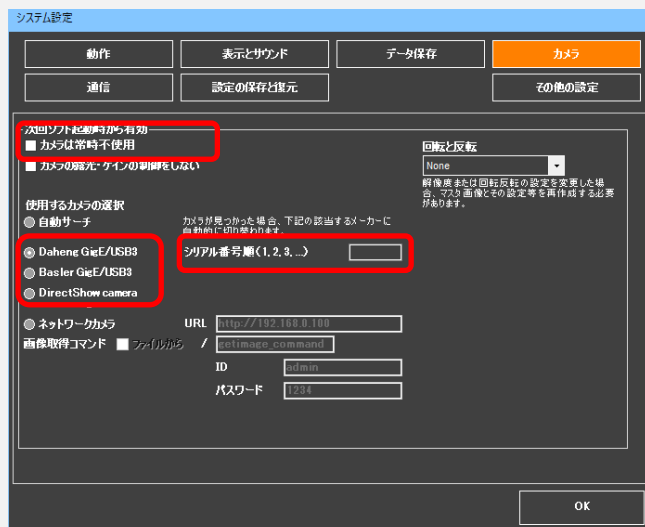 システム設定
動作 表示とサウンド データ保存 カメラ
通信 設定の保存と復元 その他の設定
次回ソフト起動時から有効
カメラは常時不使用
カメラの露光・ゲインの制御をしない
回転と反転
None
解像度または回転反転の設定を変更した場
合、マスク画像とその設定等を再作成する必要
があります。
使用するカメラの選択
自動サーチ
カメラが見つかった場合、下記の該当するメーカーに
自動的に切り替わります。
Daheng GigE/USB3
シリアル番号順(1, 2, 3, ...)
Basler GigE/USB3
DirectShow camera
ネットワークカメラ URL http://192.168.0.100
画像取得コマンド ファイルから / getimage_command
ID admin
パスワード 1234
OK